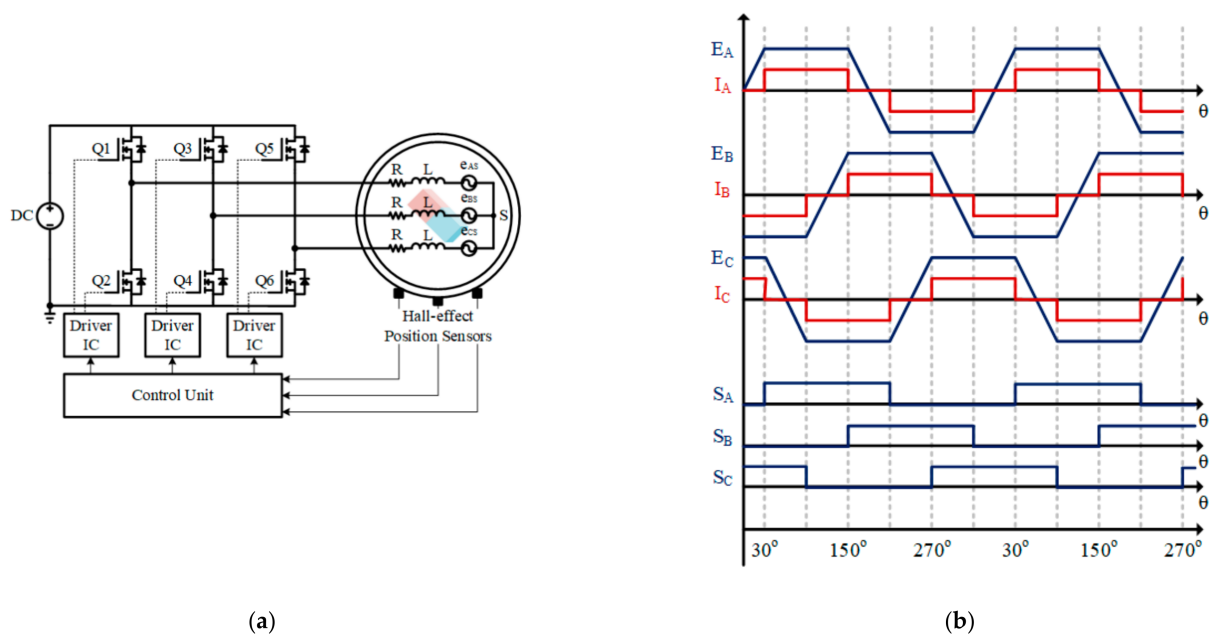 Q1
Q3
Q5
DC
R
L
eAS
R
L
eBS
S
R
L
eCS
Q2
Q4
Q6
Driver
IC
Driver
IC
Driver
IC
Hall-effect
Position Sensors
Control Unit
(a)
EA
IA
θ
EB
IB
θ
EC
IC
θ
SA
θ
SB
θ
SC
θ
30° 150° 270° 30° 150° 270°
(b)